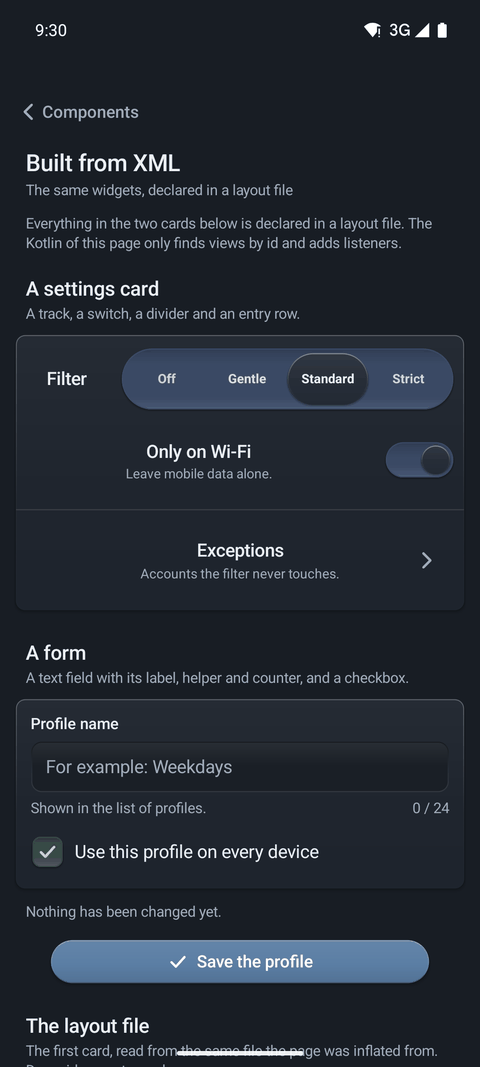 9:30
3G
Components
Built from XML
The same widgets, declared in a layout file
Everything in the two cards below is declared in a layout file. The
Kotlin of this page only finds views by id and adds listeners.
A settings card
A track, a switch, a divider and an entry row.
Filter
Off
Gentle
Standard
Strict
Only on Wi-Fi
Leave mobile data alone.
Exceptions
Accounts the filter never touches.
A form
A text field with its label, helper and counter, and a checkbox.
Profile name
For example: Weekdays
Shown in the list of profiles.
0 / 24
Use this profile on every device
Nothing has been changed yet.
Save the profile
The layout file
The first card, read from the same file the page was inflated from.